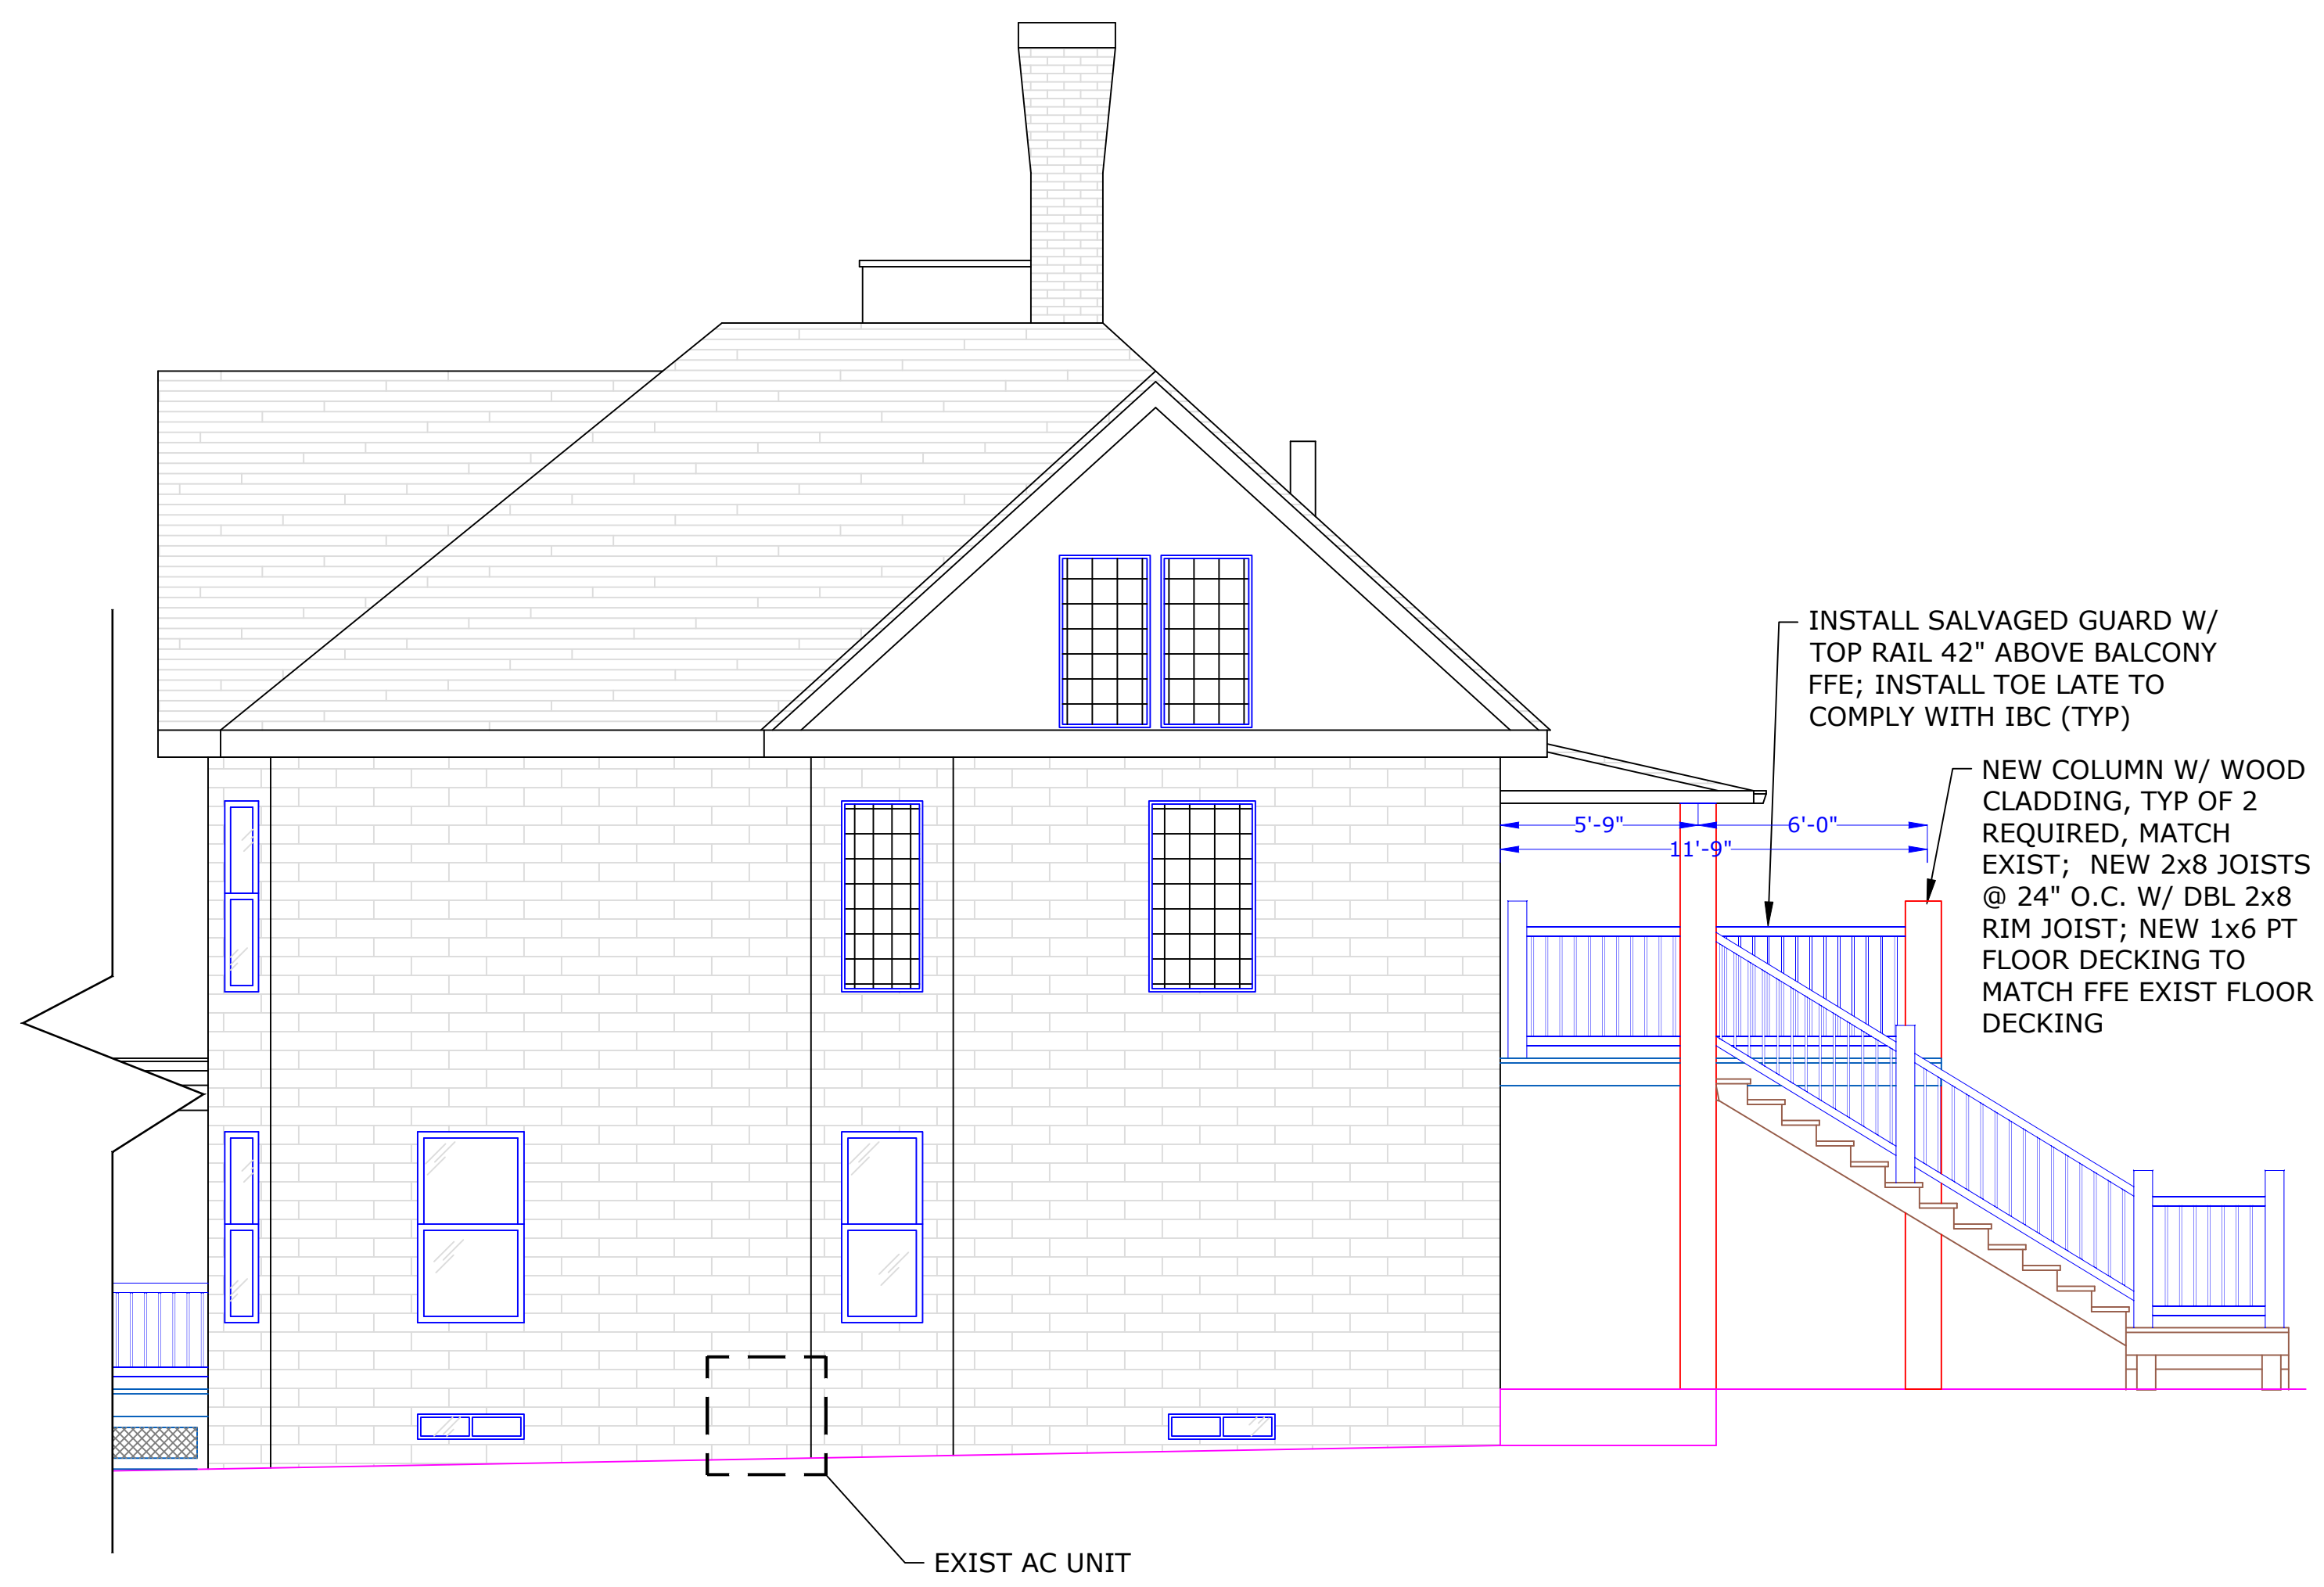 INSTALL SALVAGED GUARD W/
TOP RAIL 42" ABOVE BALCONY
FFE; INSTALL TOE LATE TO
COMPLY WITH IBC (TYP)
NEW COLUMN W/ WOOD
CLADDING, TYP OF 2
REQUIRED, MATCH
EXIST;  NEW 2x8 JOISTS
@ 24" O.C. W/ DBL 2x8
RIM JOIST; NEW 1x6 PT
FLOOR DECKING TO
MATCH FFE EXIST FLOOR
DECKING
5'-9"
6'-0"
11'-9"
EXIST AC UNIT